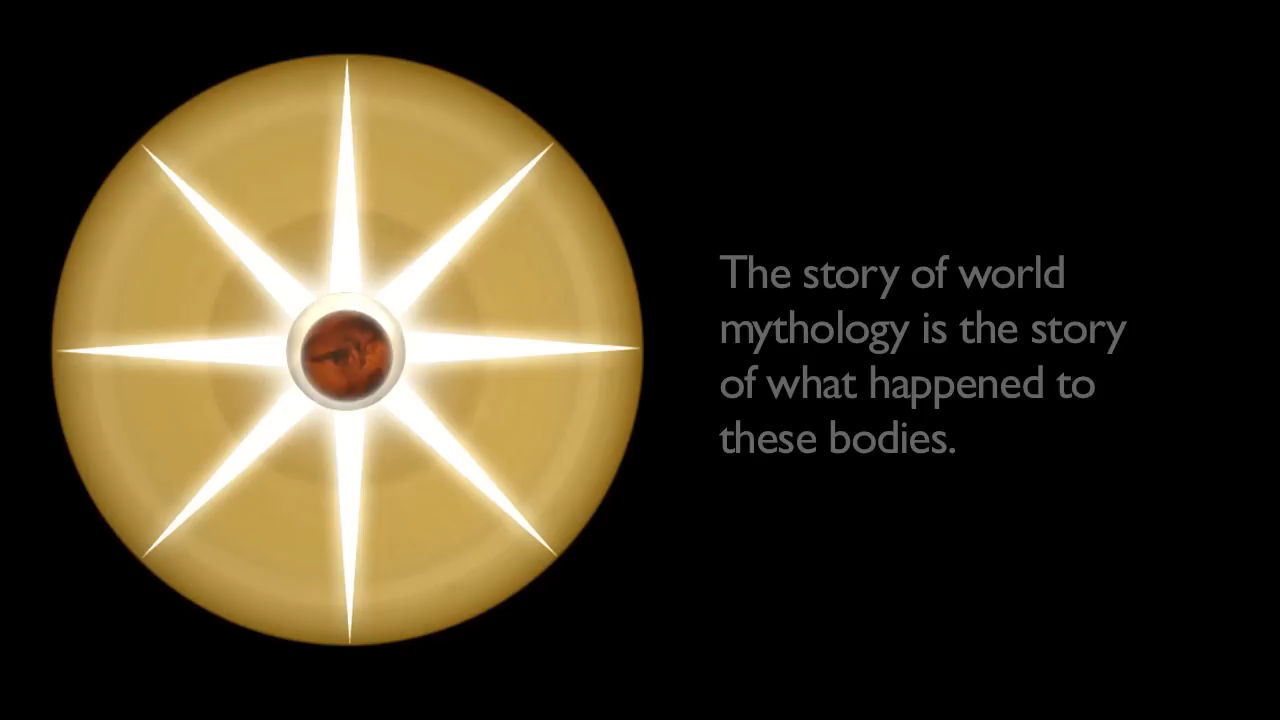 The story of world
mythology is the story
of what happened to
these bodies.